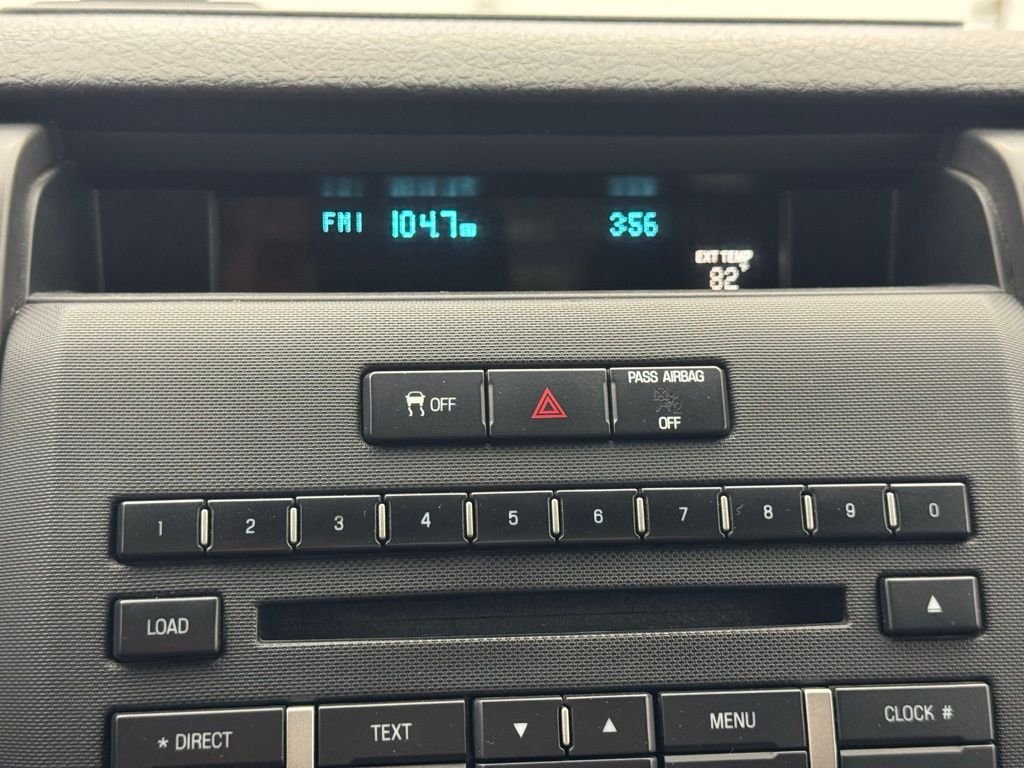 FM1 104.7 3:56
EXT TEMP
82°F
OFF
PASS AIRBAG
OFF
1 2 3 4 5 6 7 8 9 0
LOAD
* DIRECT TEXT MENU CLOCK #